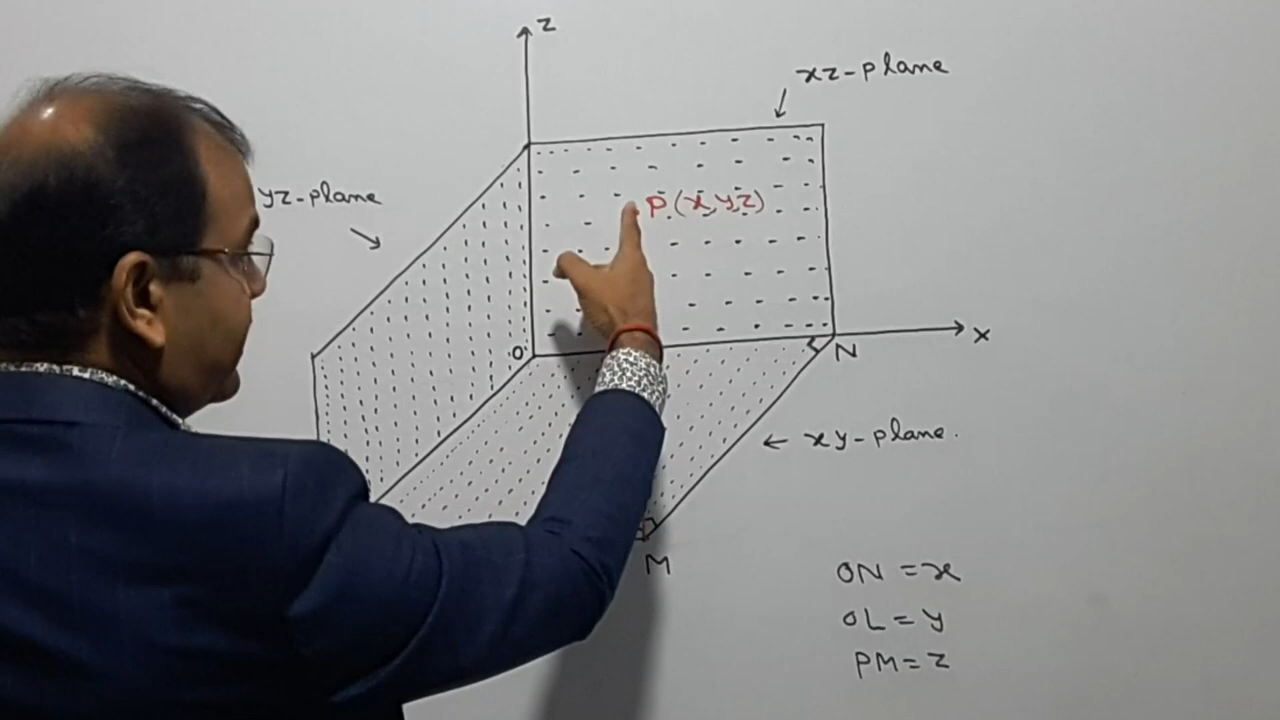 z
xz-plane
yz-plane
P(x,y,z)
O
x
N
xy-plane.
M
ON = x
OL = y
PM = z